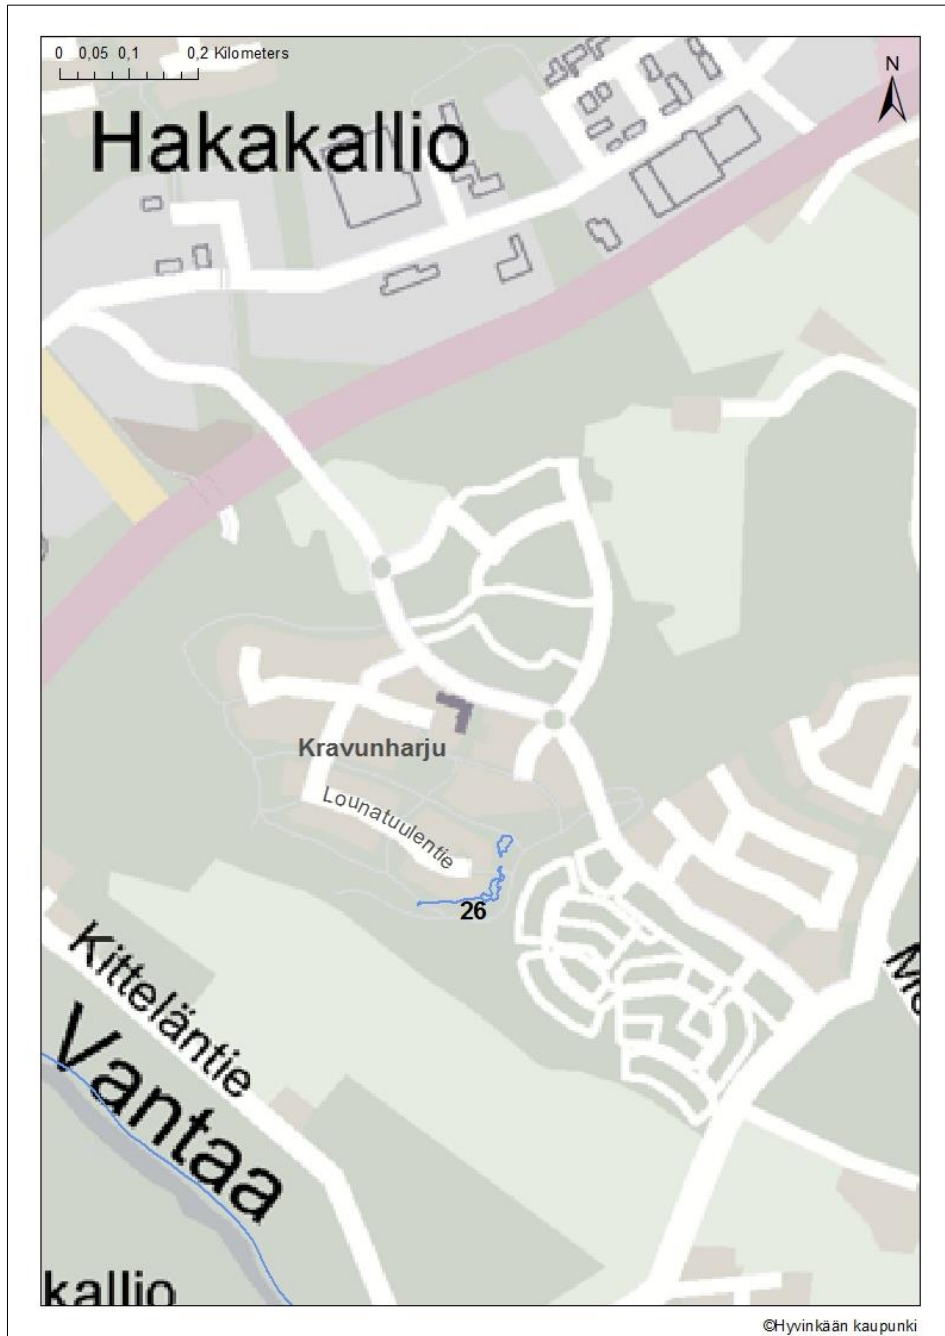 0 0,05 0,1 0,2 Kilometers
N
Hakakallio
Kravunharju
Lounatuulentie
26
Kitteläntie
Vantaa
kallio
©Hyvinkään kaupunki